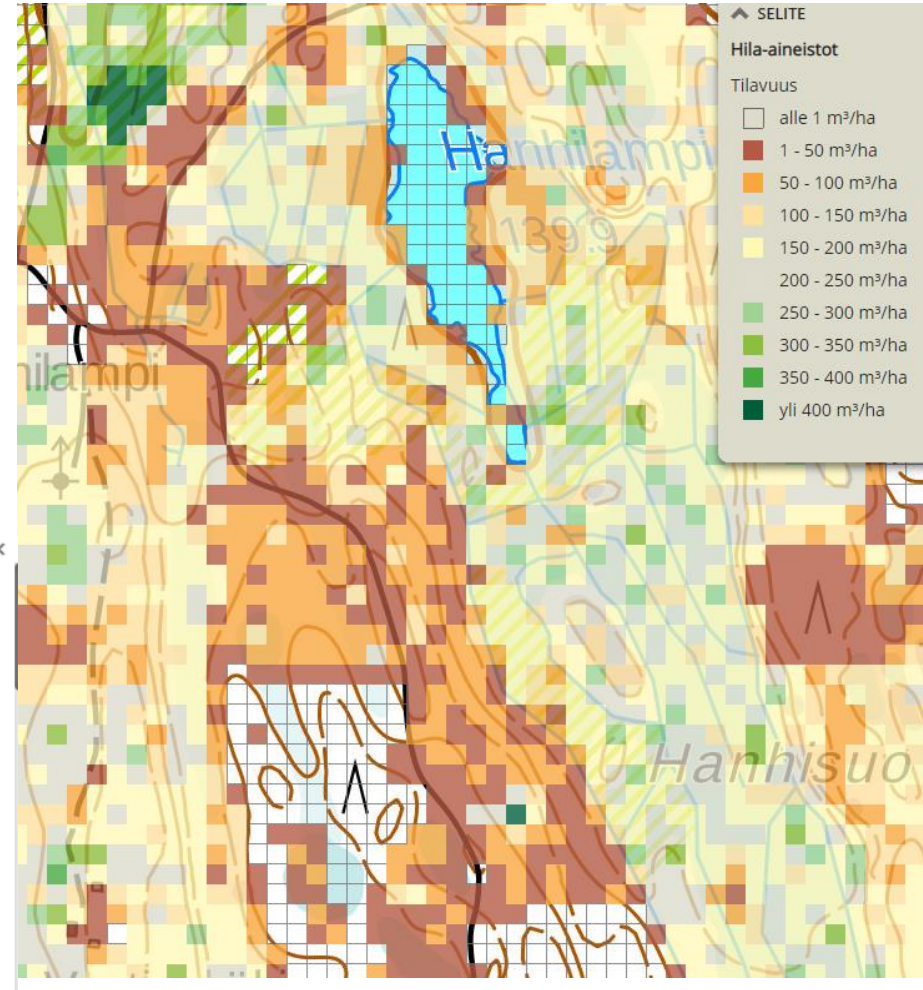 SELITE
Hila-aineistot
Tilavuus
alle 1 m³/ha
1 - 50 m³/ha
50 - 100 m³/ha
100 - 150 m³/ha
150 - 200 m³/ha
200 - 250 m³/ha
250 - 300 m³/ha
300 - 350 m³/ha
350 - 400 m³/ha
yli 400 m³/ha
Hannilampi
139.9
nilampi
Hanhisuo